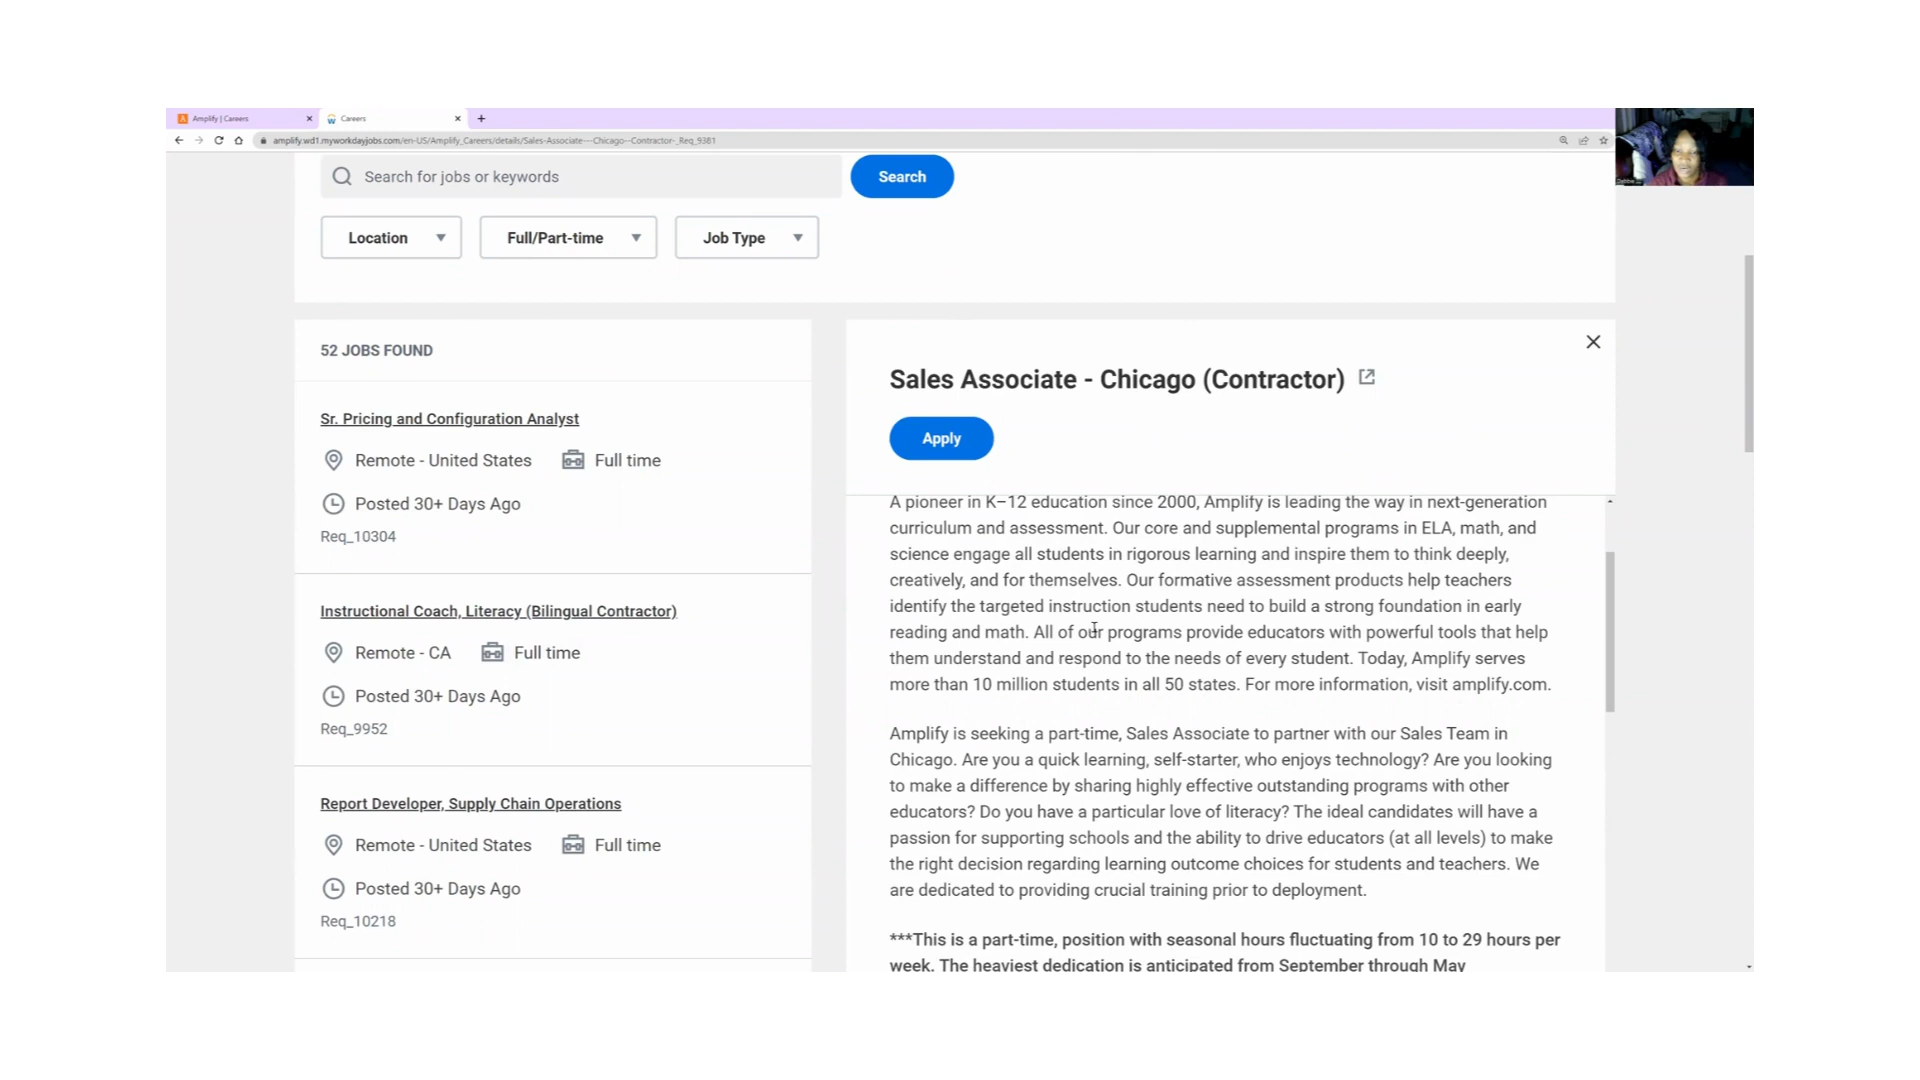 Amplify | Careers
Careers
amplify.wd1.myworkdayjobs.com/en-US/Amplify_Careers/details/Sales-Associate---Chicago--Contractor-_Req_9381
Search for jobs or keywords
Search
Location
Full/Part-time
Job Type
52 JOBS FOUND
Sr. Pricing and Configuration Analyst
Remote - United States
Full time
Posted 30+ Days Ago
Req_10304
Instructional Coach, Literacy (Bilingual Contractor)
Remote - CA
Full time
Posted 30+ Days Ago
Req_9952
Report Developer, Supply Chain Operations
Remote - United States
Full time
Posted 30+ Days Ago
Req_10218
Sales Associate - Chicago (Contractor)
Apply
A pioneer in K–12 education since 2000, Amplify is leading the way in next-generation
curriculum and assessment. Our core and supplemental programs in ELA, math, and
science engage all students in rigorous learning and inspire them to think deeply,
creatively, and for themselves. Our formative assessment products help teachers
identify the targeted instruction students need to build a strong foundation in early
reading and math. All of our programs provide educators with powerful tools that help
them understand and respond to the needs of every student. Today, Amplify serves
more than 10 million students in all 50 states. For more information, visit amplify.com.
Amplify is seeking a part-time, Sales Associate to partner with our Sales Team in
Chicago. Are you a quick learning, self-starter, who enjoys technology? Are you looking
to make a difference by sharing highly effective outstanding programs with other
educators? Do you have a particular love of literacy? The ideal candidates will have a
passion for supporting schools and the ability to drive educators (at all levels) to make
the right decision regarding learning outcome choices for students and teachers. We
are dedicated to providing crucial training prior to deployment.
***This is a part-time, position with seasonal hours fluctuating from 10 to 29 hours per
week. The heaviest dedication is anticipated from September through May